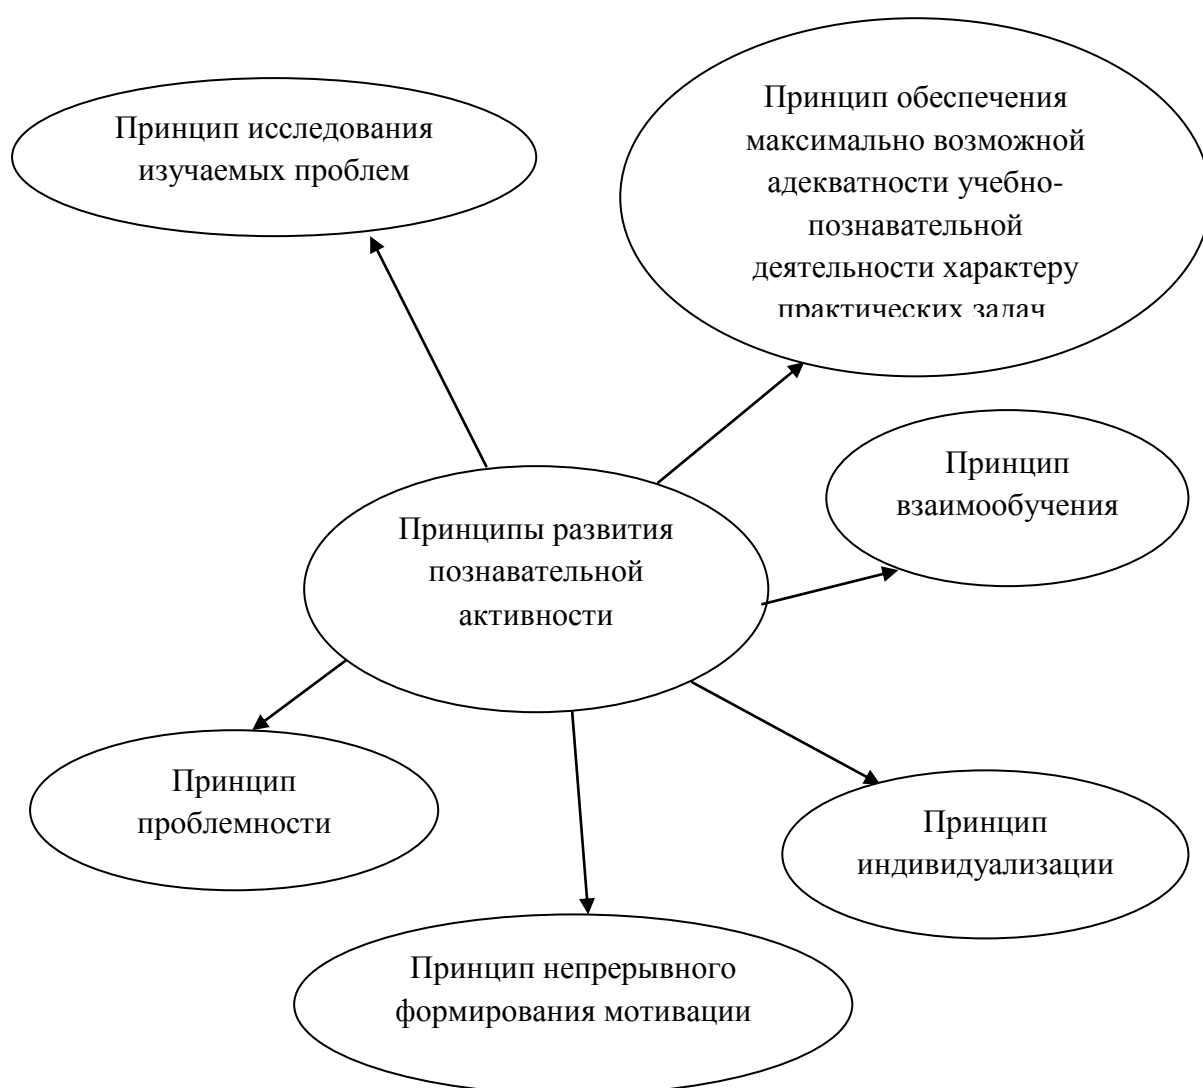 Принцип исследования
изучаемых проблем
Принцип обеспечения
максимально возможной
адекватности учебно-
познавательной
деятельности характеру
практических задач
Принцип
взаимообучения
Принципы развития
познавательной
активности
Принцип
проблемности
Принцип
индивидуализации
Принцип непрерывного
формирования мотивации